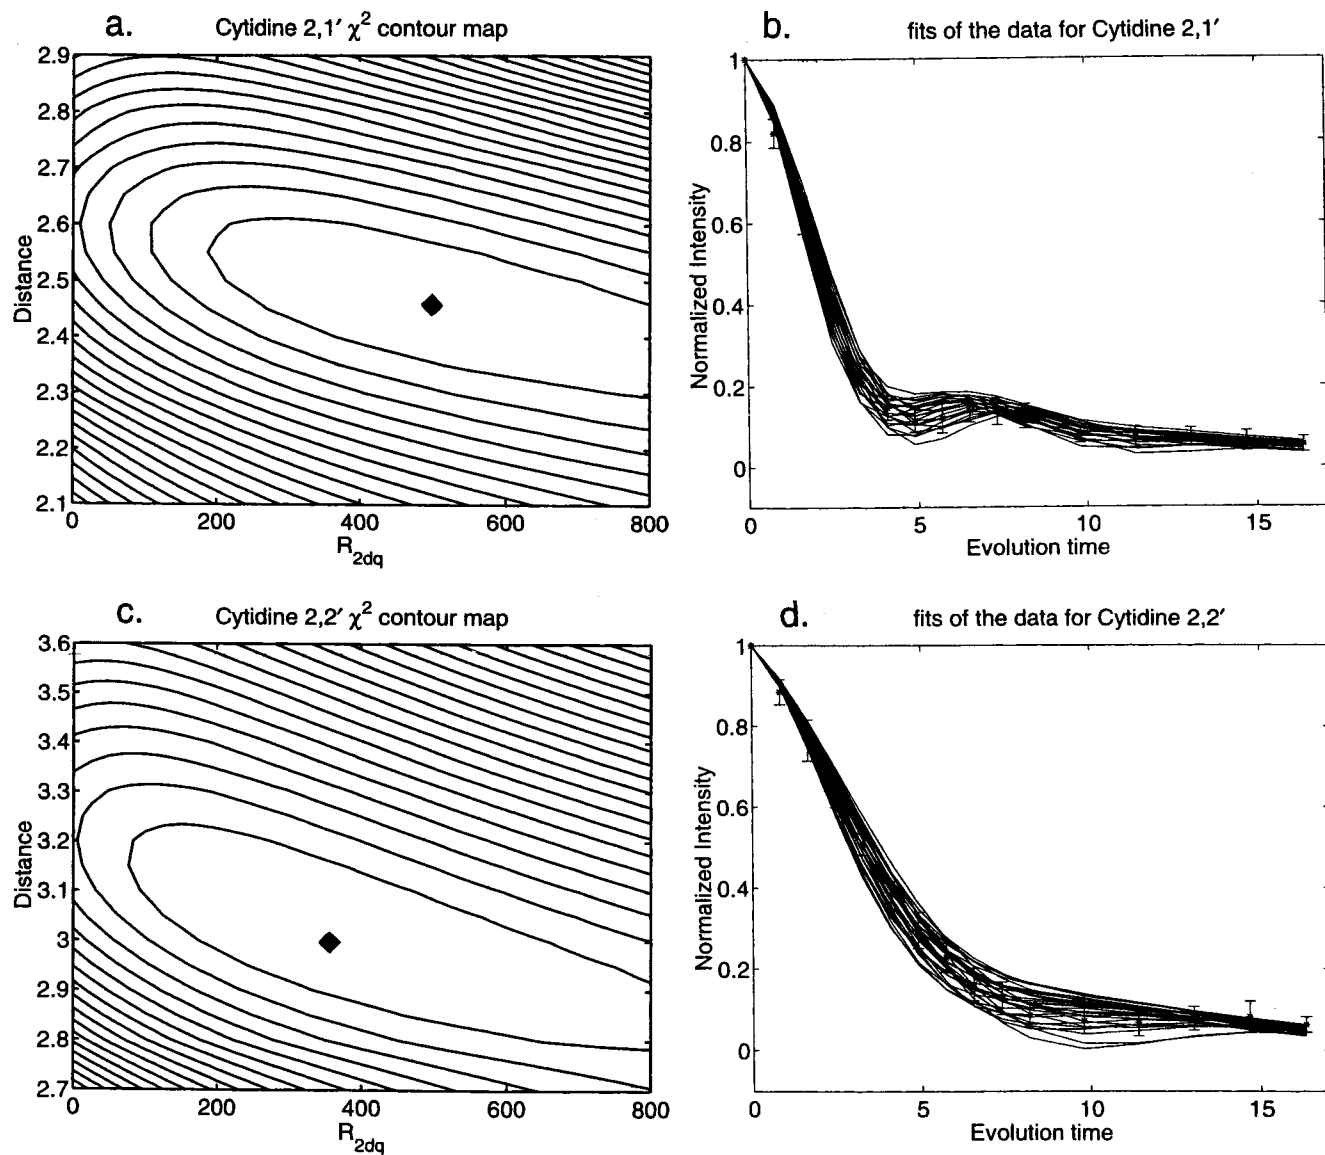 a.
Cytidine 2,1′ χ² contour map
2.9
2.8
2.7
2.6
2.5
2.4
2.3
2.2
2.1
Distance
0 200 400 600 800
R2dq
b.
fits of the data for Cytidine 2,1′
1
0.8
0.6
0.4
0.2
0
Normalized Intensity
0 5 10 15
Evolution time
c.
Cytidine 2,2′ χ² contour map
3.6
3.5
3.4
3.3
3.2
3.1
3
2.9
2.8
2.7
Distance
0 200 400 600 800
R2dq
d.
fits of the data for Cytidine 2,2′
1
0.8
0.6
0.4
0.2
0
Normalized Intensity
0 5 10 15
Evolution time